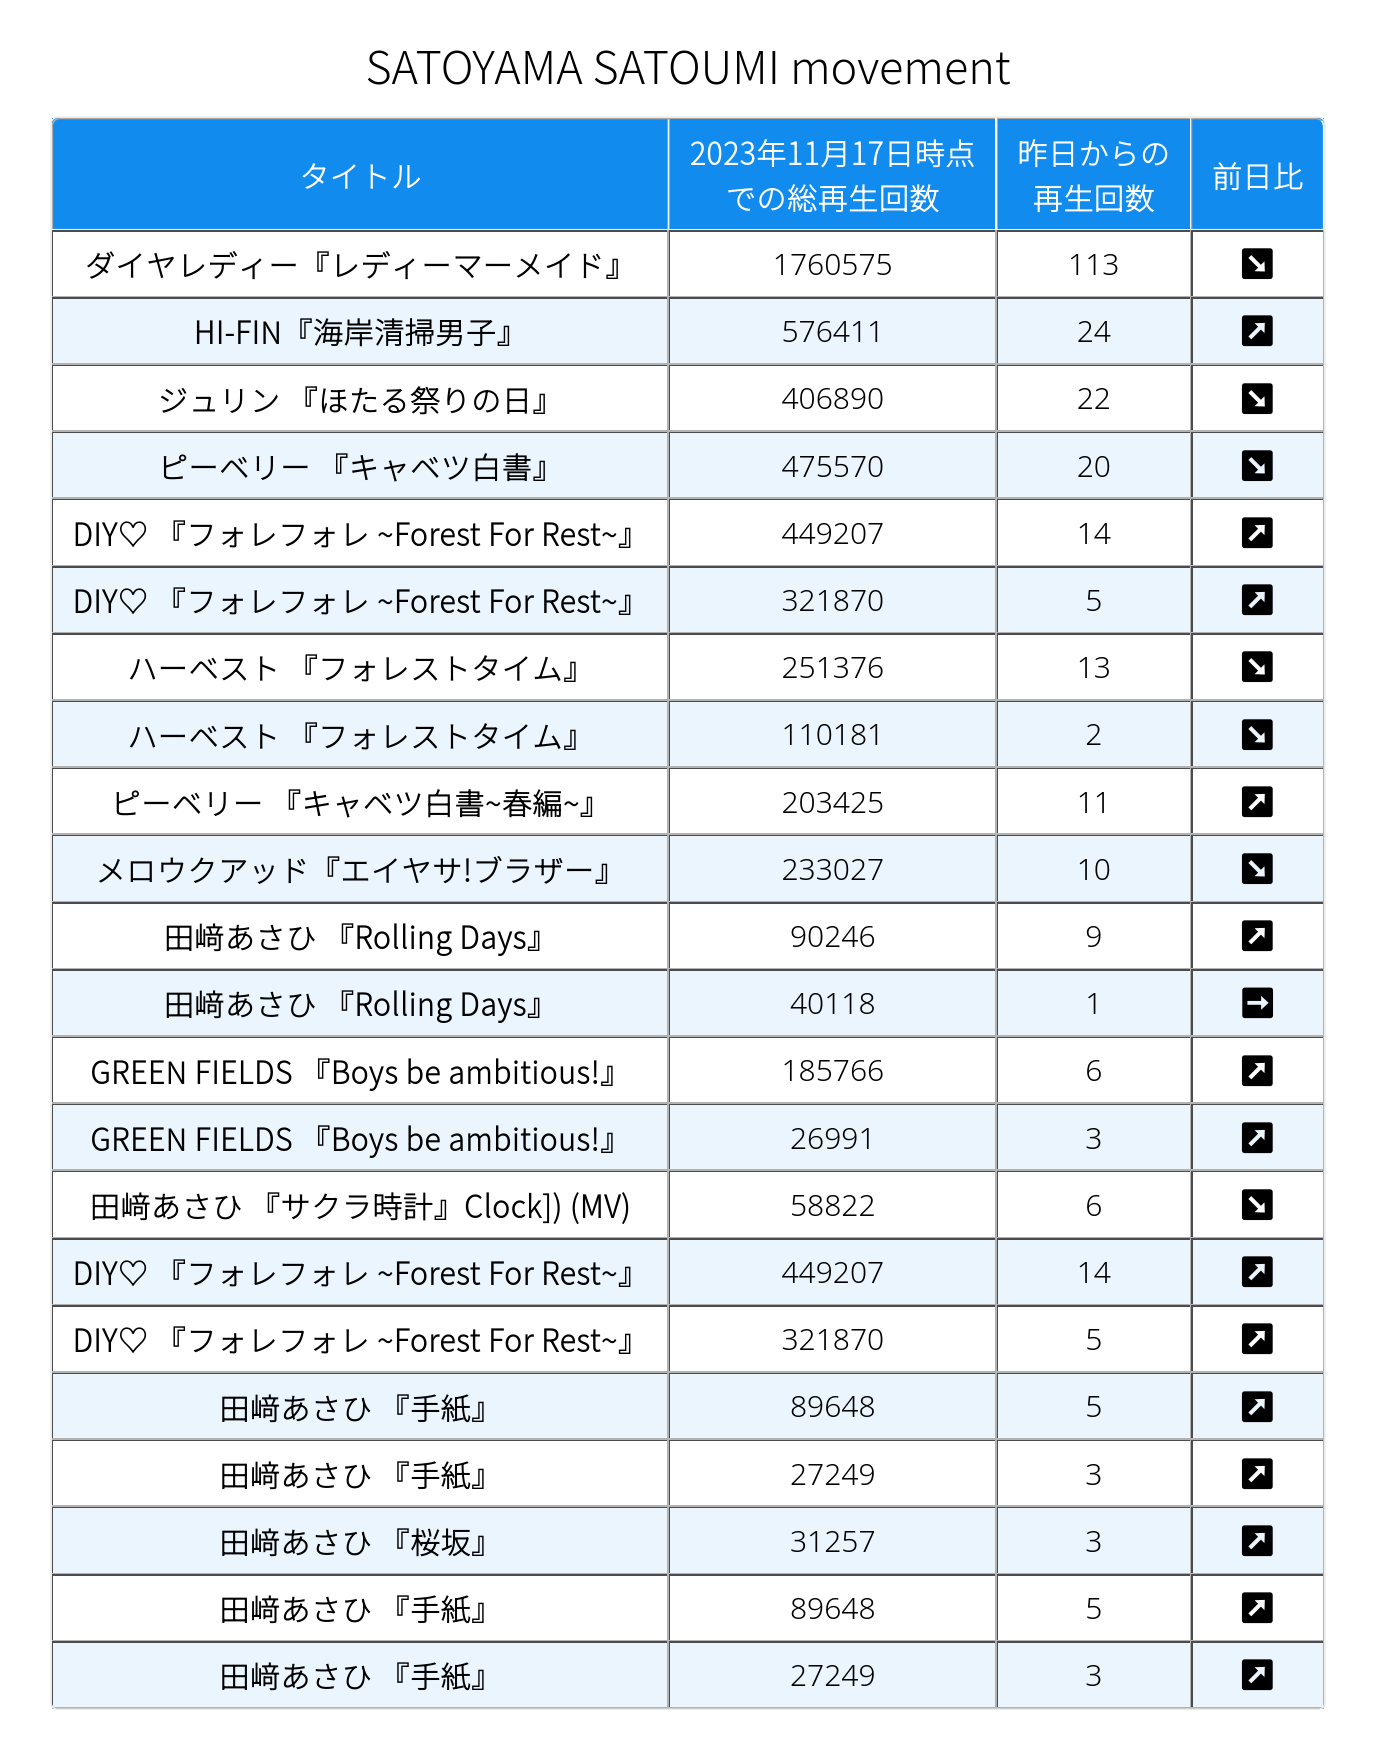 SATOYAMA SATOUMI movement
タイトル 2023年11月17日時点での総再生回数 昨日からの再生回数 前日比
ダイヤレディー『レディーマーメイド』 1760575 113 ↘
HI-FIN『海岸清掃男子』 576411 24 ↗
ジュリン 『ほたる祭りの日』 406890 22 ↘
ピーベリー 『キャベツ白書』 475570 20 ↘
DIY♡ 『フォレフォレ ~Forest For Rest~』 449207 14 ↗
DIY♡ 『フォレフォレ ~Forest For Rest~』 321870 5 ↗
ハーベスト 『フォレストタイム』 251376 13 ↘
ハーベスト 『フォレストタイム』 110181 2 ↘
ピーベリー 『キャベツ白書~春編~』 203425 11 ↗
メロウクアッド『エイヤサ!ブラザー』 233027 10 ↘
田﨑あさひ 『Rolling Days』 90246 9 ↗
田﨑あさひ 『Rolling Days』 40118 1 →
GREEN FIELDS 『Boys be ambitious!』 185766 6 ↗
GREEN FIELDS 『Boys be ambitious!』 26991 3 ↗
田﨑あさひ 『サクラ時計』Clock]) (MV) 58822 6 ↘
DIY♡ 『フォレフォレ ~Forest For Rest~』 449207 14 ↗
DIY♡ 『フォレフォレ ~Forest For Rest~』 321870 5 ↗
田﨑あさひ 『手紙』 89648 5 ↗
田﨑あさひ 『手紙』 27249 3 ↗
田﨑あさひ 『桜坂』 31257 3 ↗
田﨑あさひ 『手紙』 89648 5 ↗
田﨑あさひ 『手紙』 27249 3 ↗